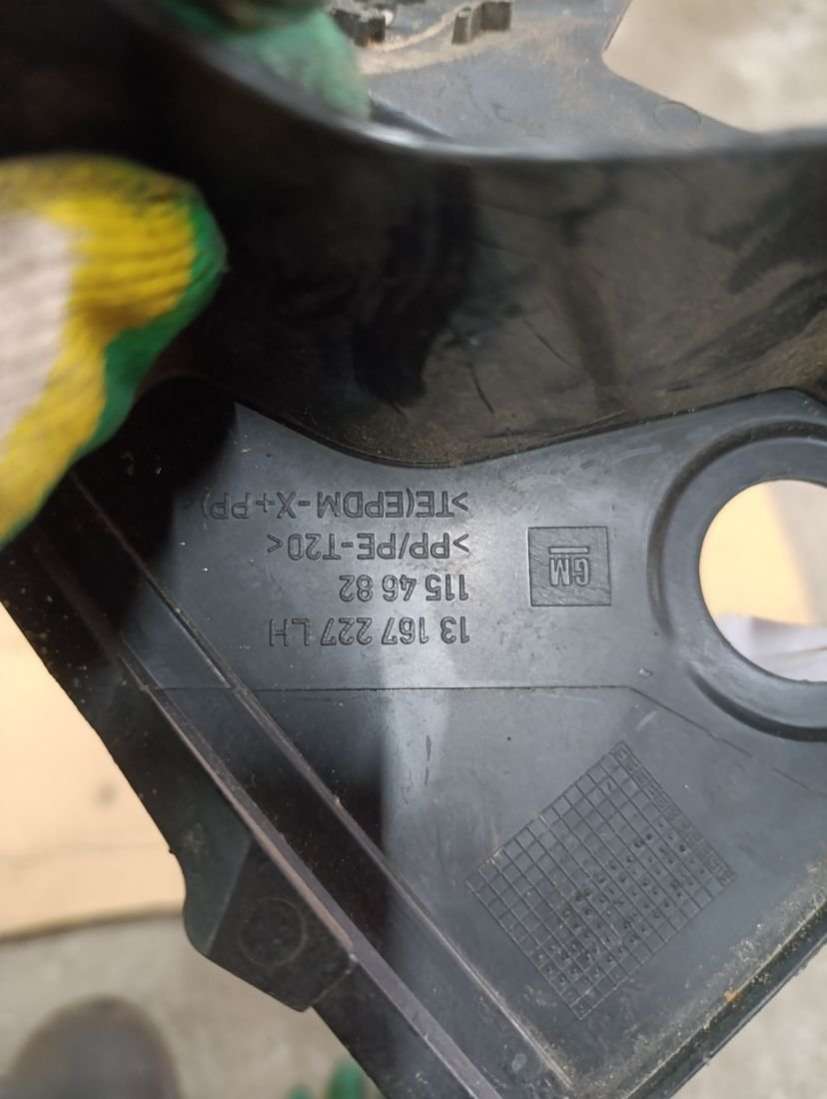 13 167 227 LH
115 46 82
>PP/PE-T20<
>TE(EPDM-X+PP)
GM